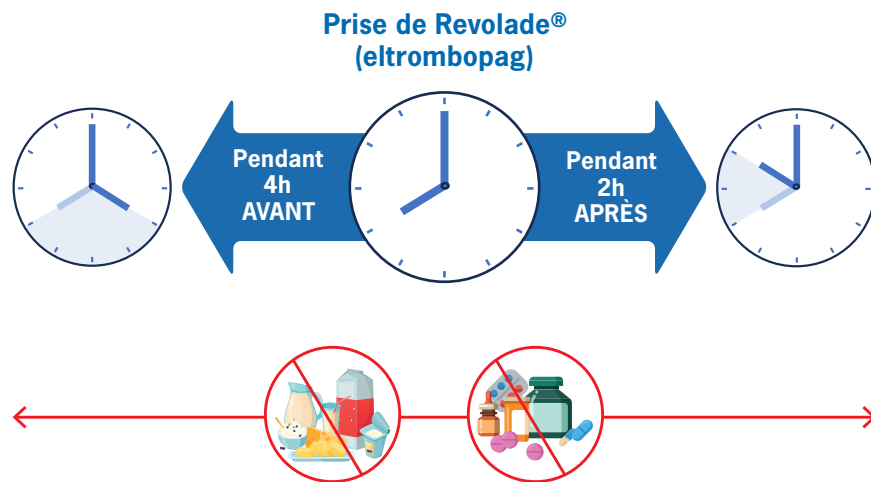 Prise de Revolade®
(eltrombopag)
Pendant
4h
AVANT
Pendant
2h
APRÈS